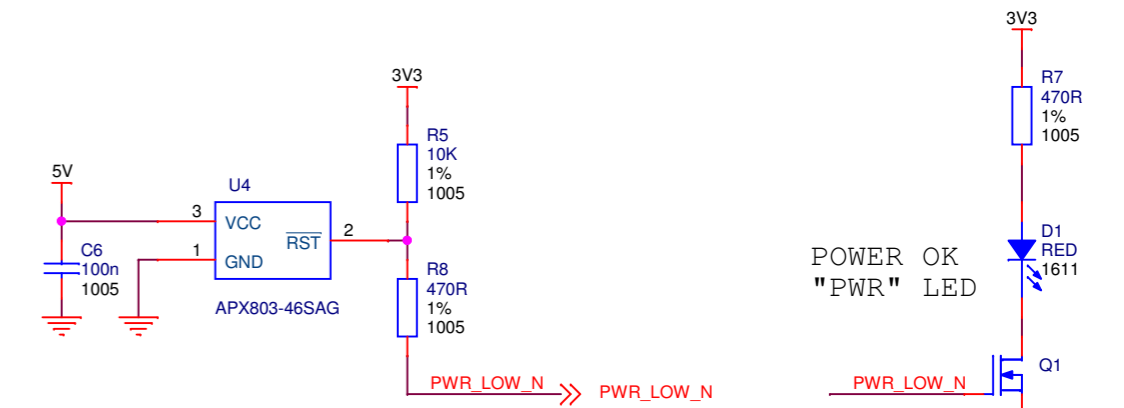 3V3
R5
10K
1%
1005
5V
U4
3
VCC
RST
2
1
GND
C6
100n
1005
APX803-46SAG
R8
470R
1%
1005
PWR_LOW_N
PWR_LOW_N
3V3
R7
470R
1%
1005
D1
RED
1611
POWER OK
"PWR" LED
PWR_LOW_N
Q1